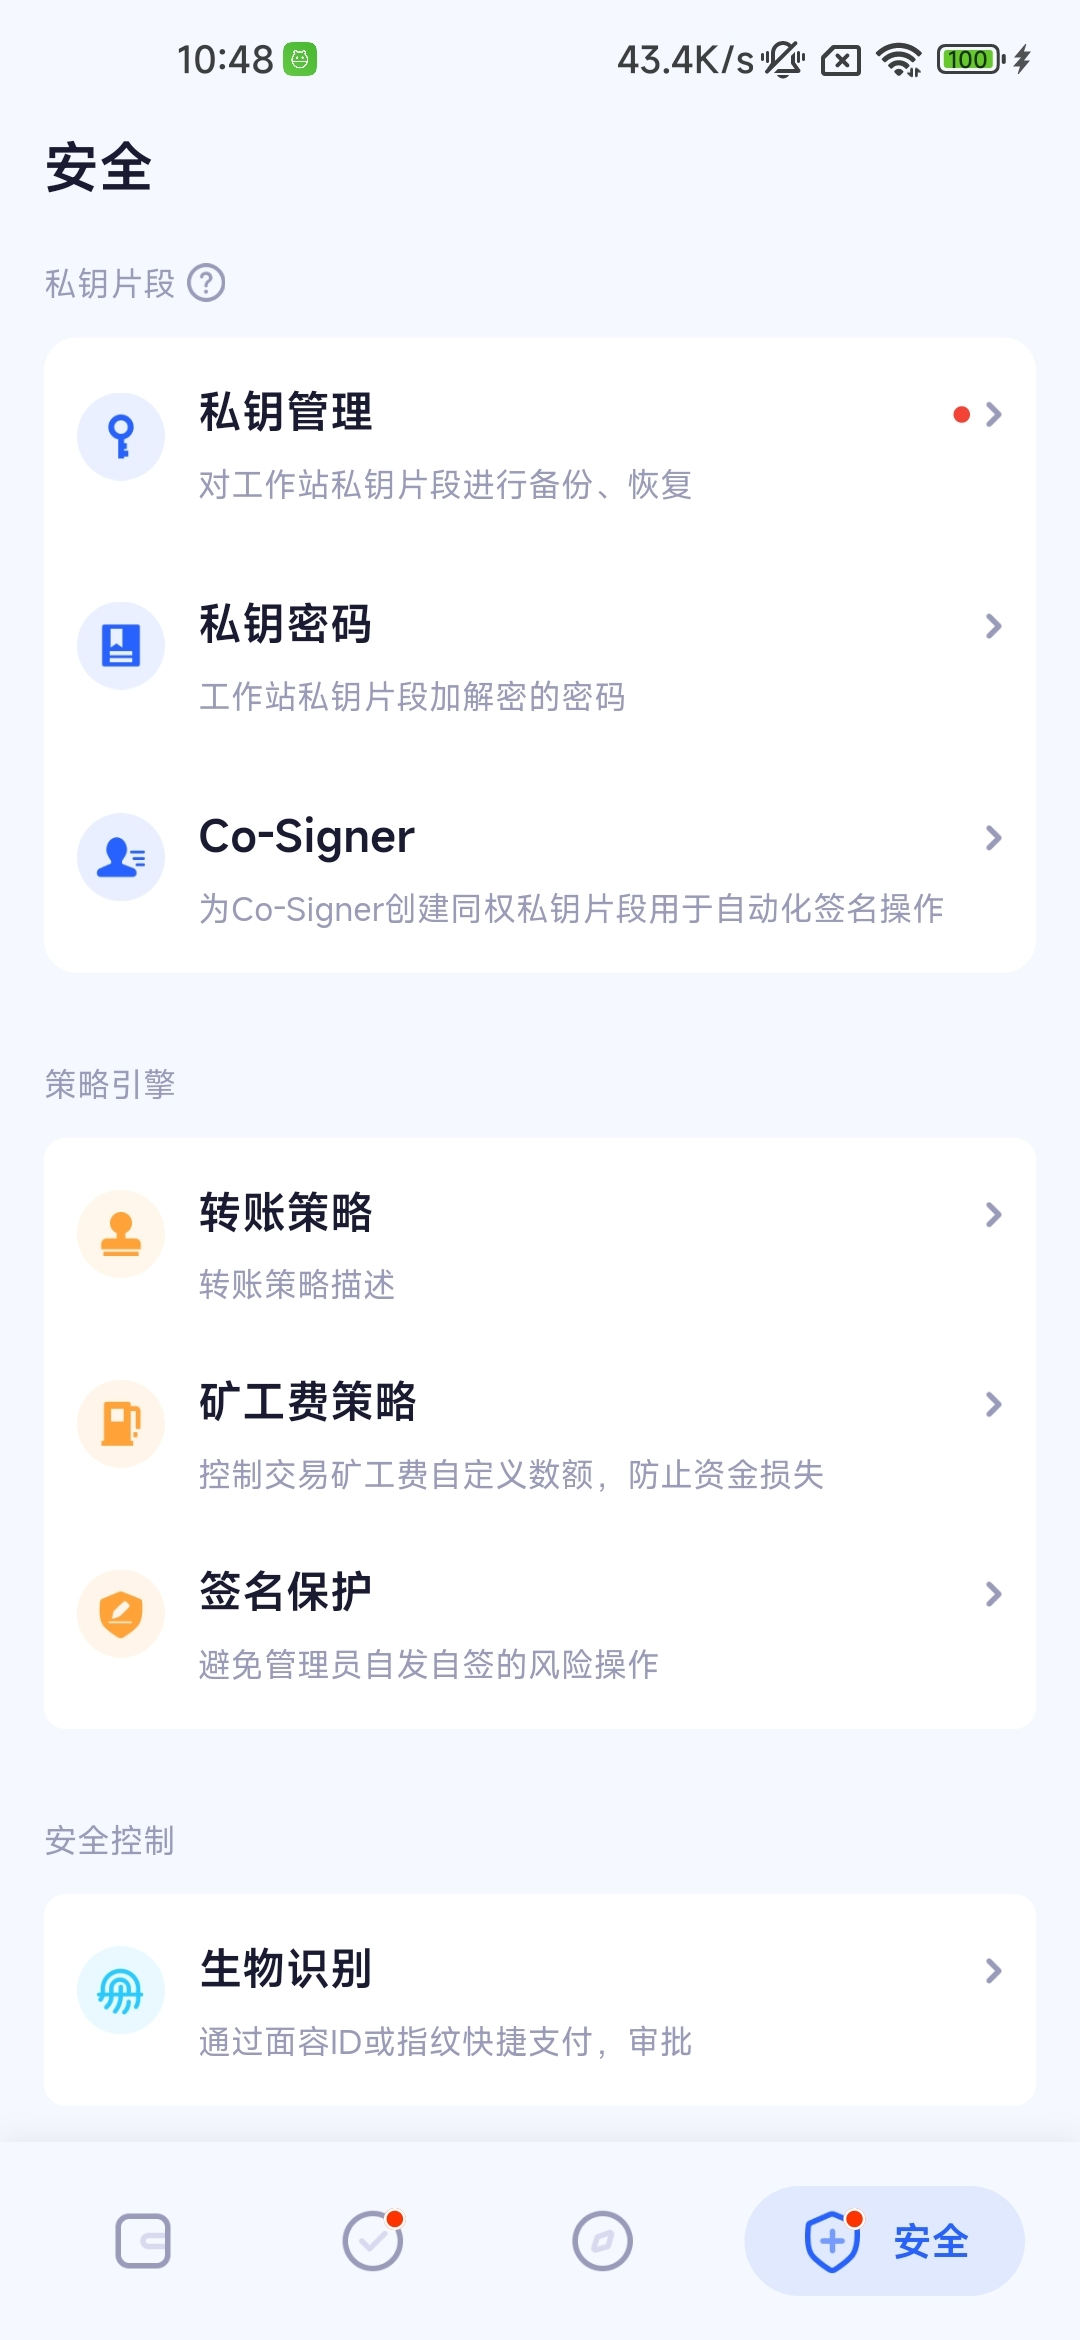 10:48
43.4K/s
100
安全
私钥片段
私钥管理
对工作站私钥片段进行备份、恢复
私钥密码
工作站私钥片段加解密的密码
Co-Signer
为Co-Signer创建同权私钥片段用于自动化签名操作
策略引擎
转账策略
转账策略描述
矿工费策略
控制交易矿工费自定义数额，防止资金损失
签名保护
避免管理员自发自签的风险操作
安全控制
生物识别
通过面容ID或指纹快捷支付，审批
安全